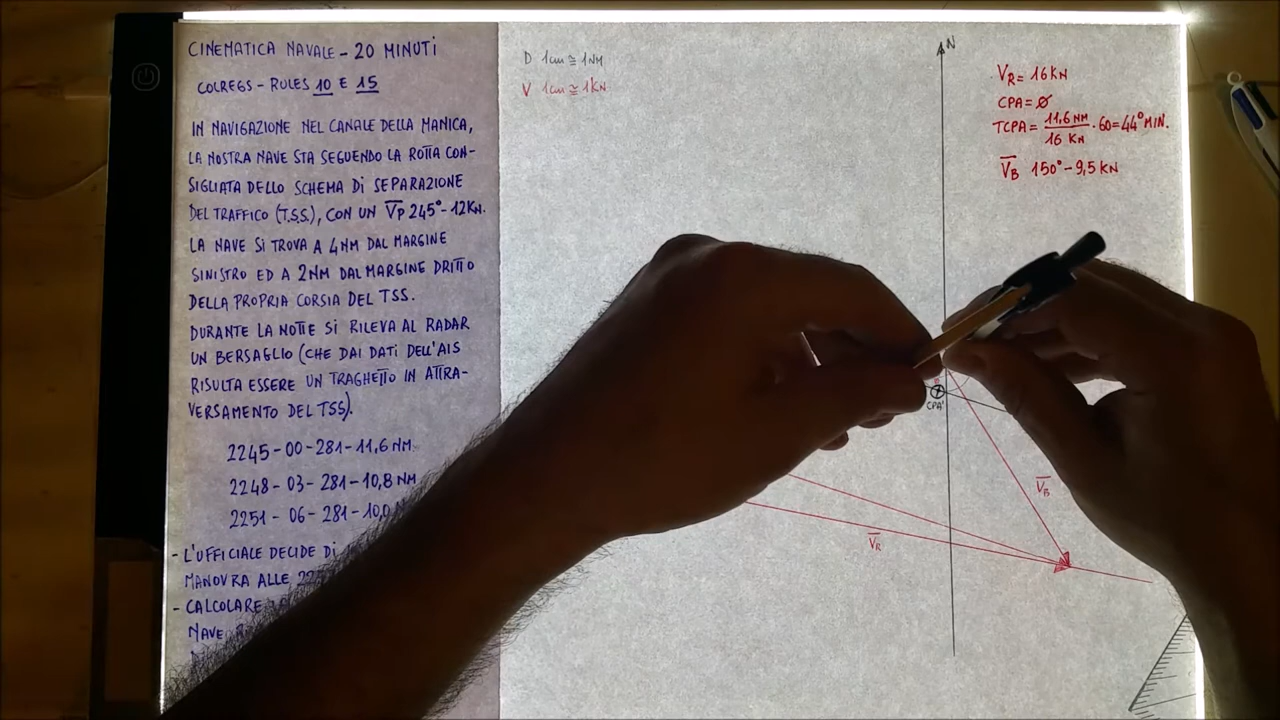 CINEMATICA NAVALE - 20 MINUTI
COLREGS - RULES 10 E 15
IN NAVIGAZIONE NEL CANALE DELLA MANICA,
LA NOSTRA NAVE STA SEGUENDO LA ROTTA CON-
SIGLIATA DELLO SCHEMA DI SEPARAZIONE
DEL TRAFFICO (T.S.S.), CON UN VP 245°-12KN.
LA NAVE SI TROVA A 4NM DAL MARGINE
SINISTRO ED A 2NM DAL MARGINE DRITTO
DELLA PROPRIA CORSIA DEL TSS.
DURANTE LA NOTTE SI RILEVA AL RADAR
UN BERSAGLIO (CHE DAI DATI DELL'AIS
RISULTA ESSERE UN TRAGHETTO IN ATTRA-
VERSAMENTO DEL TSS).
2245-00-281-11,6 NM
2248-03-281-10,8 NM
2251-06-281-10,0
- L'UFFICIALE DECIDE DI
MANOVRA ALLE
- CALCOLARE
NAVE
D 1cm ≅ 1NM
V 1cm ≅ 1KN
N
VR = 16KN
CPA = Ø
TCPA = 11,6 NM / 16 KN · 60 = 44° MIN.
VB 150°-9,5KN
CPA'
VB
VR